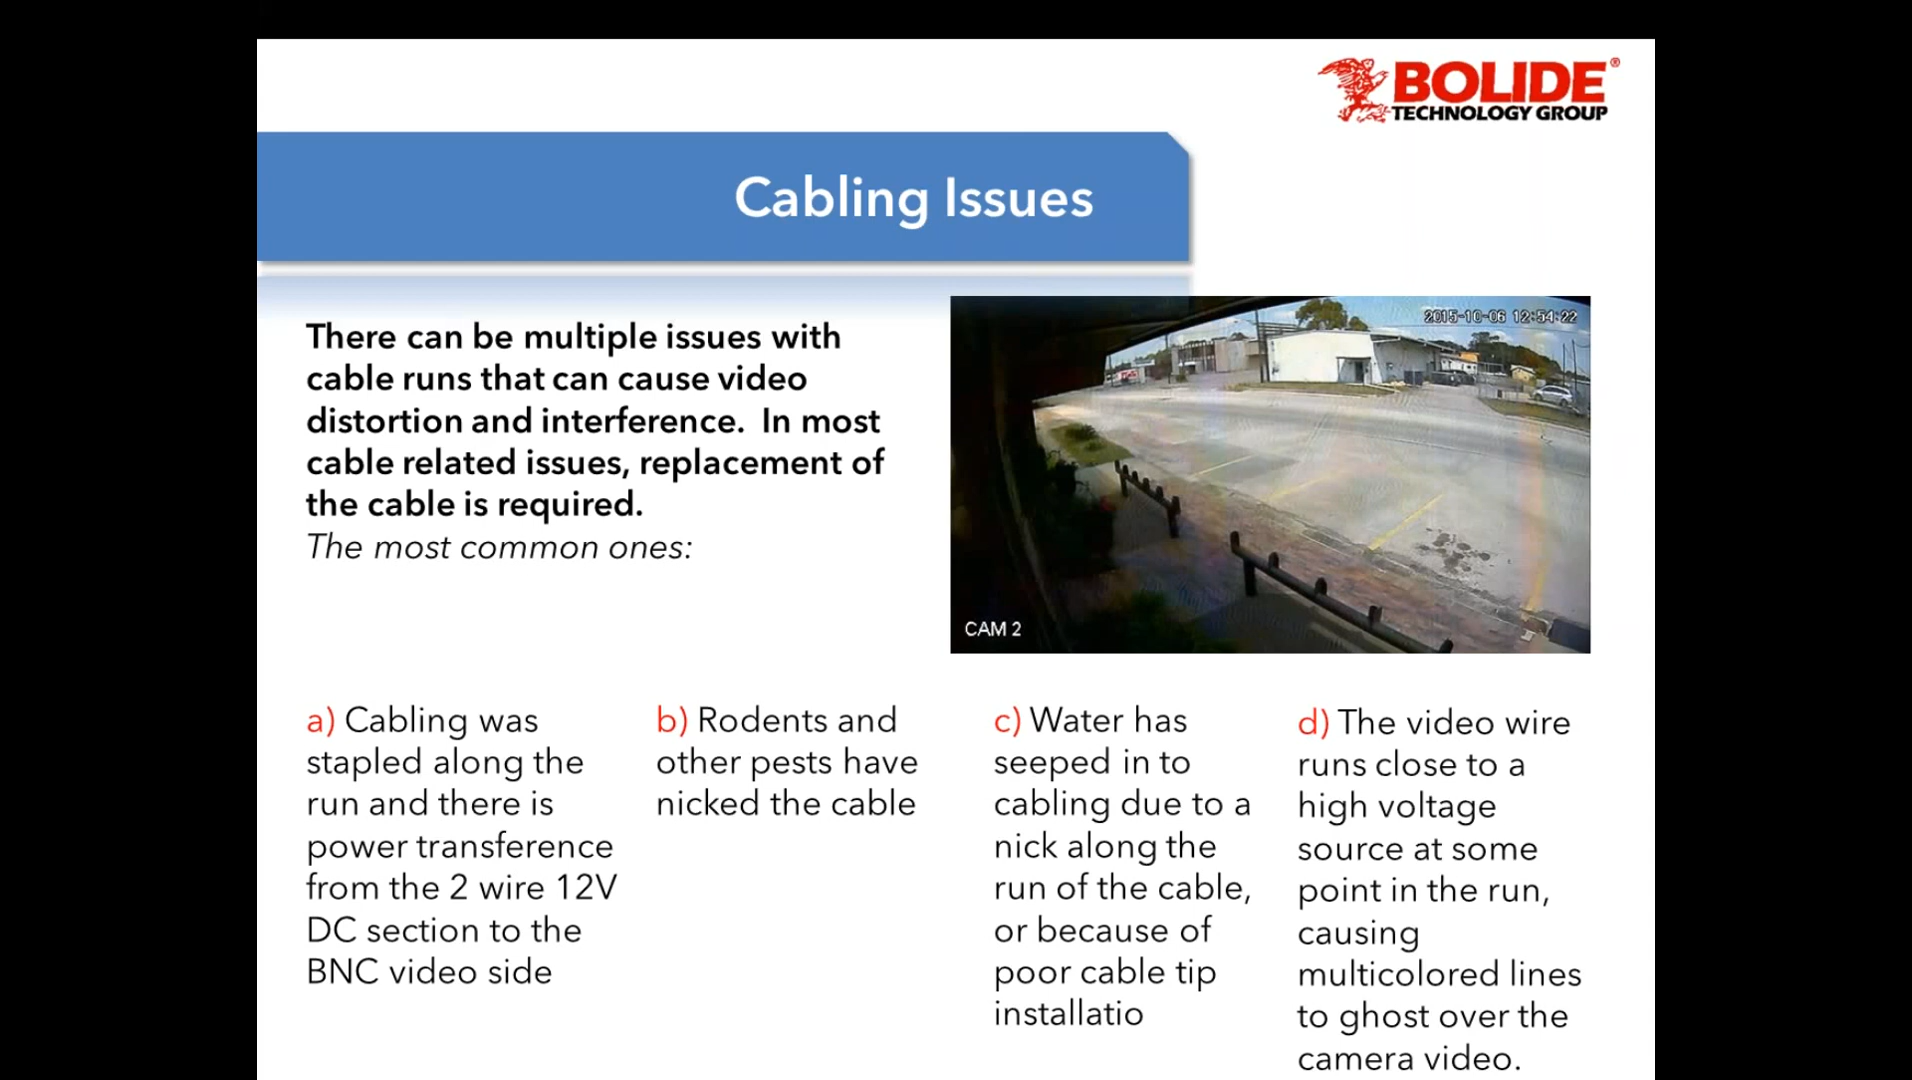 BOLIDE®
TECHNOLOGY GROUP
Cabling Issues
There can be multiple issues with
cable runs that can cause video
distortion and interference.  In most
cable related issues, replacement of
the cable is required.
The most common ones:
2015-10-06 12:54:22
CAM 2
a) Cabling was
stapled along the
run and there is
power transference
from the 2 wire 12V
DC section to the
BNC video side
b) Rodents and
other pests have
nicked the cable
c) Water has
seeped in to
cabling due to a
nick along the
run of the cable,
or because of
poor cable tip
installatio
d) The video wire
runs close to a
high voltage
source at some
point in the run,
causing
multicolored lines
to ghost over the
camera video.